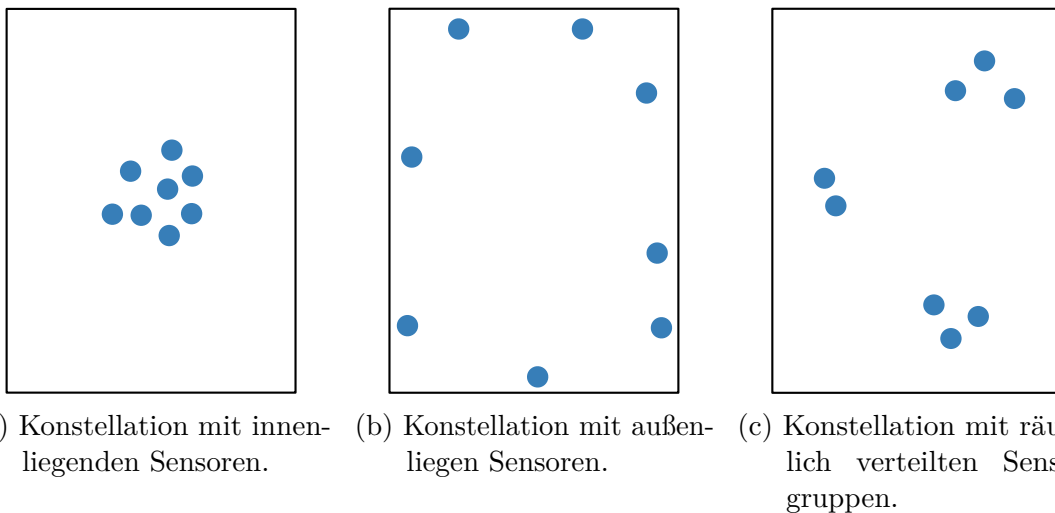 ) Konstellation mit innen-
liegenden Sensoren.
(b) Konstellation mit außen-
liegen Sensoren.
(c) Konstellation mit räu
lich verteilten Sens
gruppen.